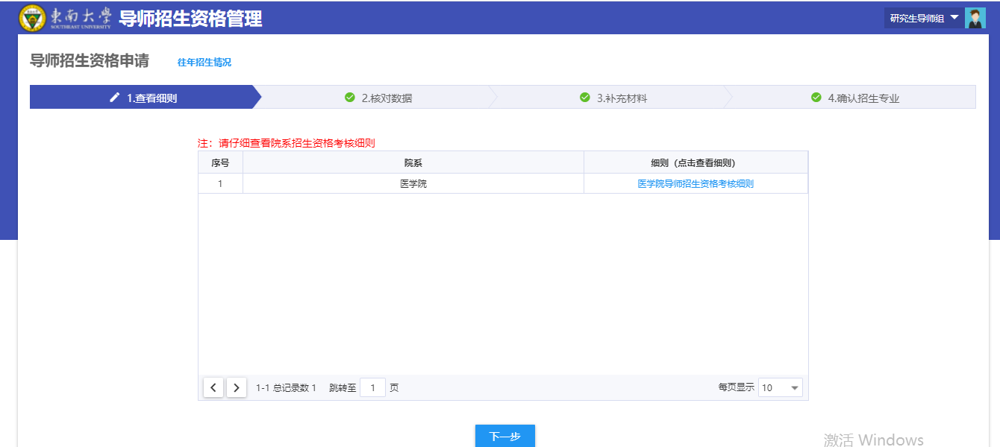 東南大學 导师招生资格管理 研究生导师组
SOUTHEAST UNIVERSITY
导师招生资格申请 往年招生情况
1.查看细则 2.核对数据 3.补充材料 4.确认招生专业
注：请仔细查看院系招生资格考核细则
序号 院系 细则（点击查看细则)
1 医学院 医学院导师招生资格考核细则
1-1 总记录数 1 跳转至 1 页 每页显示 10
下一步
激活 Windows